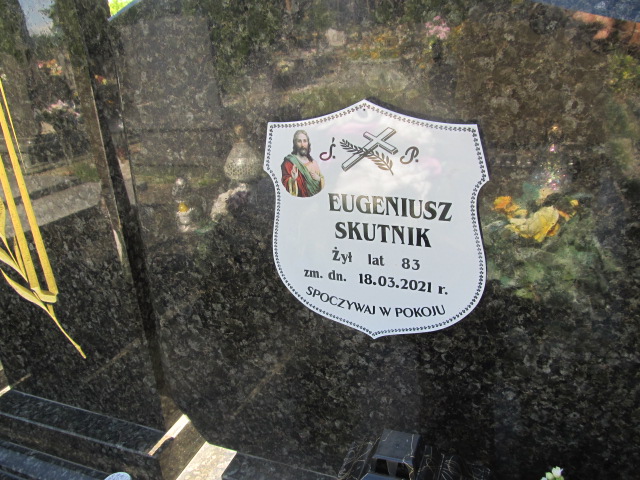 Ś. P.
EUGENIUSZ
SKUTNIK
Żył lat 83
zm. dn. 18.03.2021 r.
SPOCZYWAJ W POKOJU